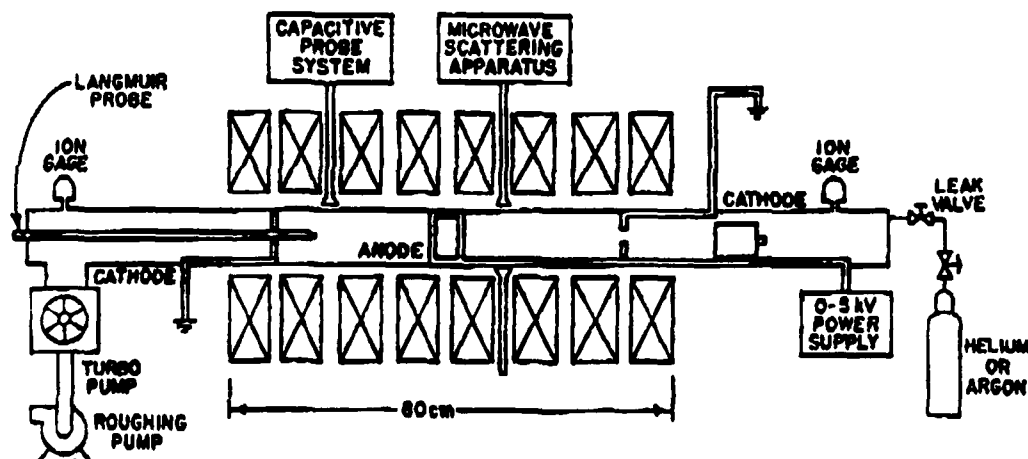 CAPACITIVE
PROBE
SYSTEM
MICROWAVE
SCATTERING
APPARATUS
LANGMUIR
PROBE
ION
GAGE
ION
GAGE
CATHODE
LEAK
VALVE
ANODE
CATHODE
0-5 kV
POWER
SUPPLY
TURBO
PUMP
HELIUM
OR
ARGON
80cm
ROUGHING
PUMP